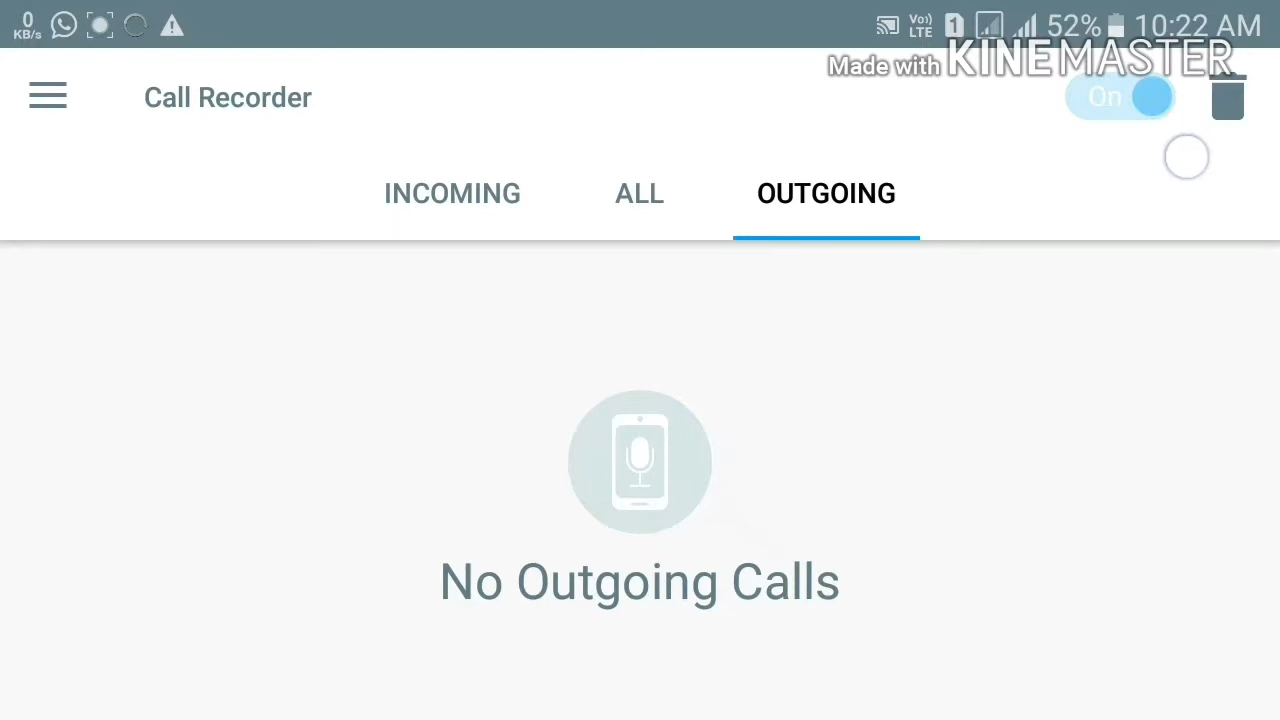 0
KB/s
Vo))
LTE
1
52%
10:22 AM
Made with KINEMASTER
Call Recorder
On
INCOMING
ALL
OUTGOING
No Outgoing Calls